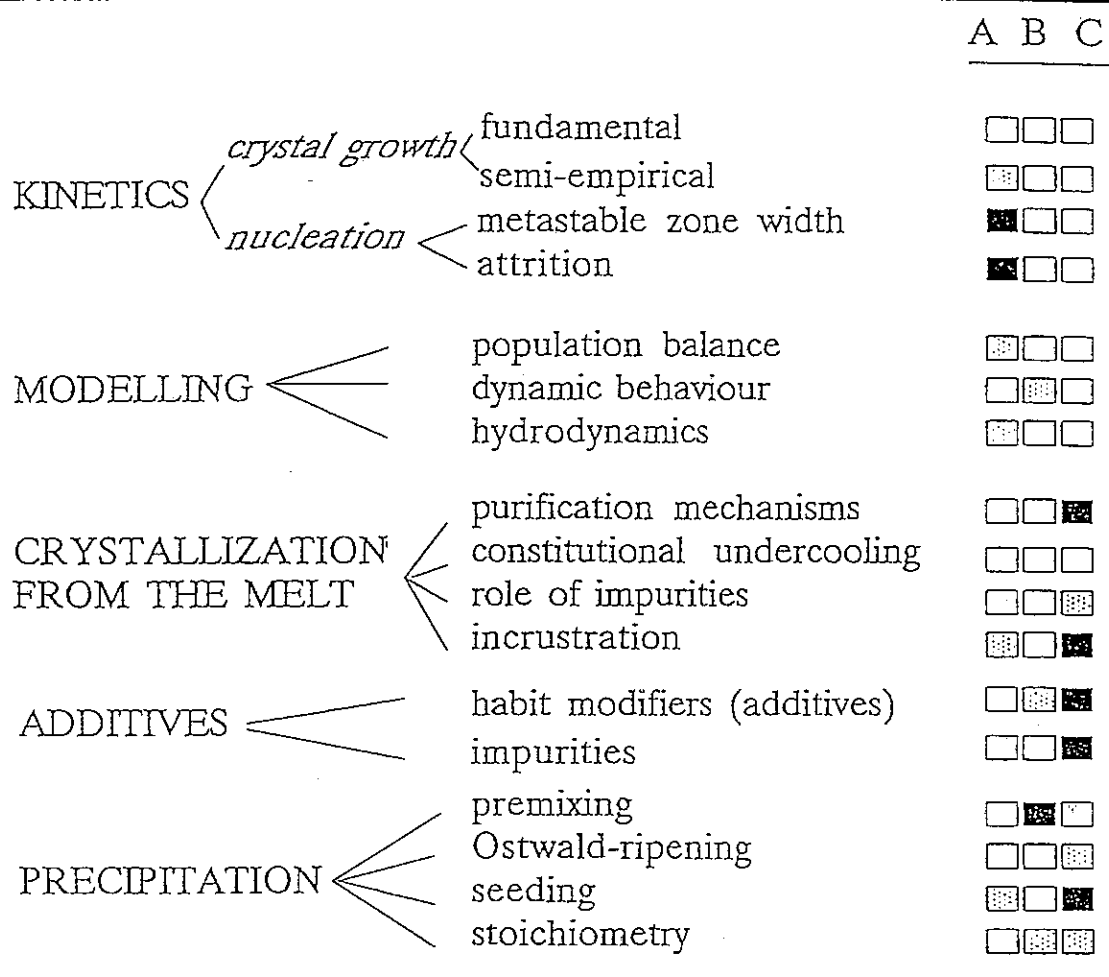 A B C
fundamental
crystal growth
semi-empirical
KINETICS
metastable zone width
nucleation
attrition
population balance
MODELLING
dynamic behaviour
hydrodynamics
purification mechanisms
CRYSTALLIZATION
constitutional undercooling
FROM THE MELT
role of impurities
incrustration
habit modifiers (additives)
ADDITIVES
impurities
premixing
Ostwald-ripening
PRECIPITATION
seeding
stoichiometry